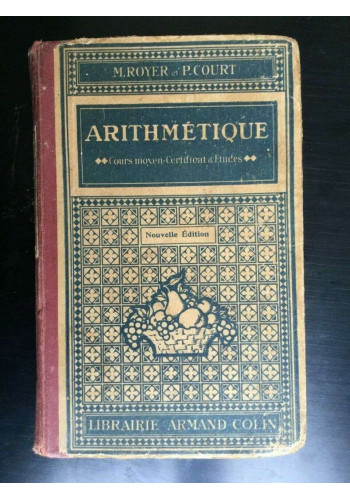 M. ROYER et P. COURT
ARITHMÉTIQUE
Cours moyen-Certificat d'Études
Nouvelle Édition
LIBRAIRIE ARMAND COLIN